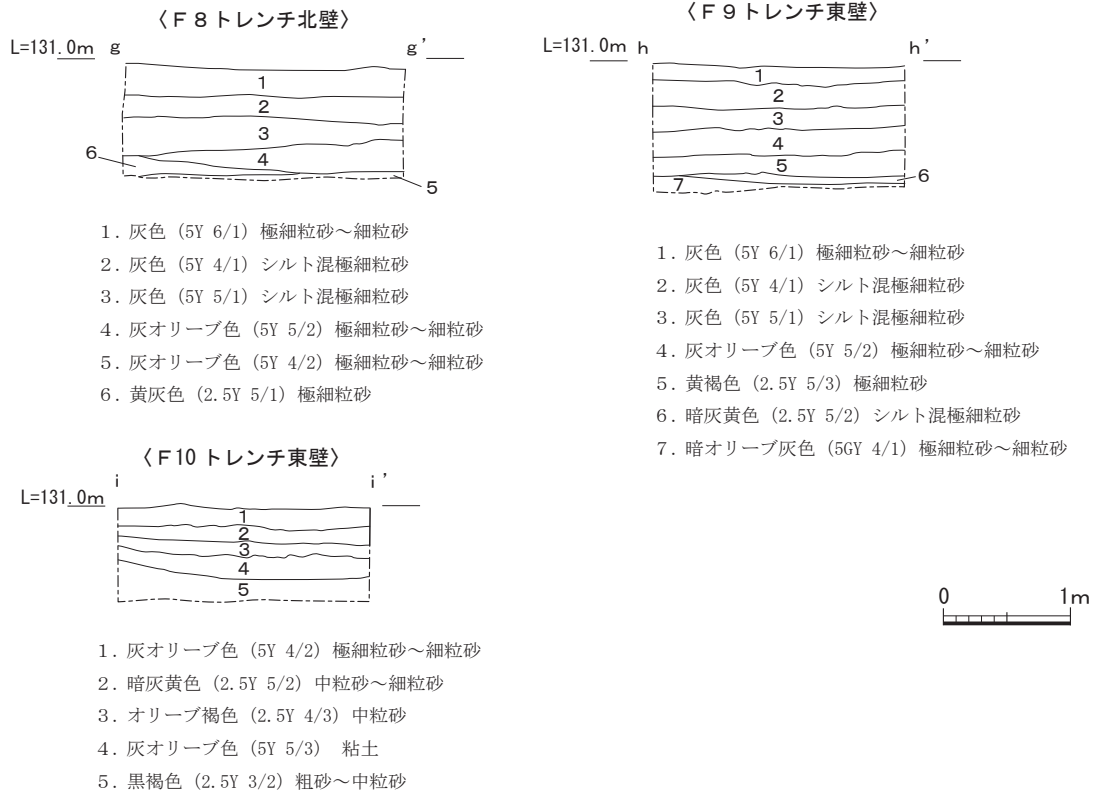 〈Ｆ８トレンチ北壁〉
L=131.0m g g’
1
2
3
4
6
5
1. 灰色 (5Y 6/1) 極細粒砂～細粒砂
2. 灰色 (5Y 4/1) シルト混極細粒砂
3. 灰色 (5Y 5/1) シルト混極細粒砂
4. 灰オリーブ色 (5Y 5/2) 極細粒砂～細粒砂
5. 灰オリーブ色 (5Y 4/2) 極細粒砂～細粒砂
6. 黄灰色 (2.5Y 5/1) 極細粒砂
〈Ｆ９トレンチ東壁〉
L=131.0m h h’
1
2
3
4
5
6
7
1. 灰色 (5Y 6/1) 極細粒砂～細粒砂
2. 灰色 (5Y 4/1) シルト混極細粒砂
3. 灰色 (5Y 5/1) シルト混極細粒砂
4. 灰オリーブ色 (5Y 5/2) 極細粒砂～細粒砂
5. 黄褐色 (2.5Y 5/3) 極細粒砂
6. 暗灰黄色 (2.5Y 5/2) シルト混極細粒砂
7. 暗オリーブ灰色 (5GY 4/1) 極細粒砂～細粒砂
〈Ｆ10 トレンチ東壁〉
L=131.0m i i’
1
2
3
4
5
1. 灰オリーブ色 (5Y 4/2) 極細粒砂～細粒砂
2. 暗灰黄色 (2.5Y 5/2) 中粒砂～細粒砂
3. オリーブ褐色 (2.5Y 4/3) 中粒砂
4. 灰オリーブ色 (5Y 5/3) 粘土
5. 黒褐色 (2.5Y 3/2) 粗砂～中粒砂
0 1m